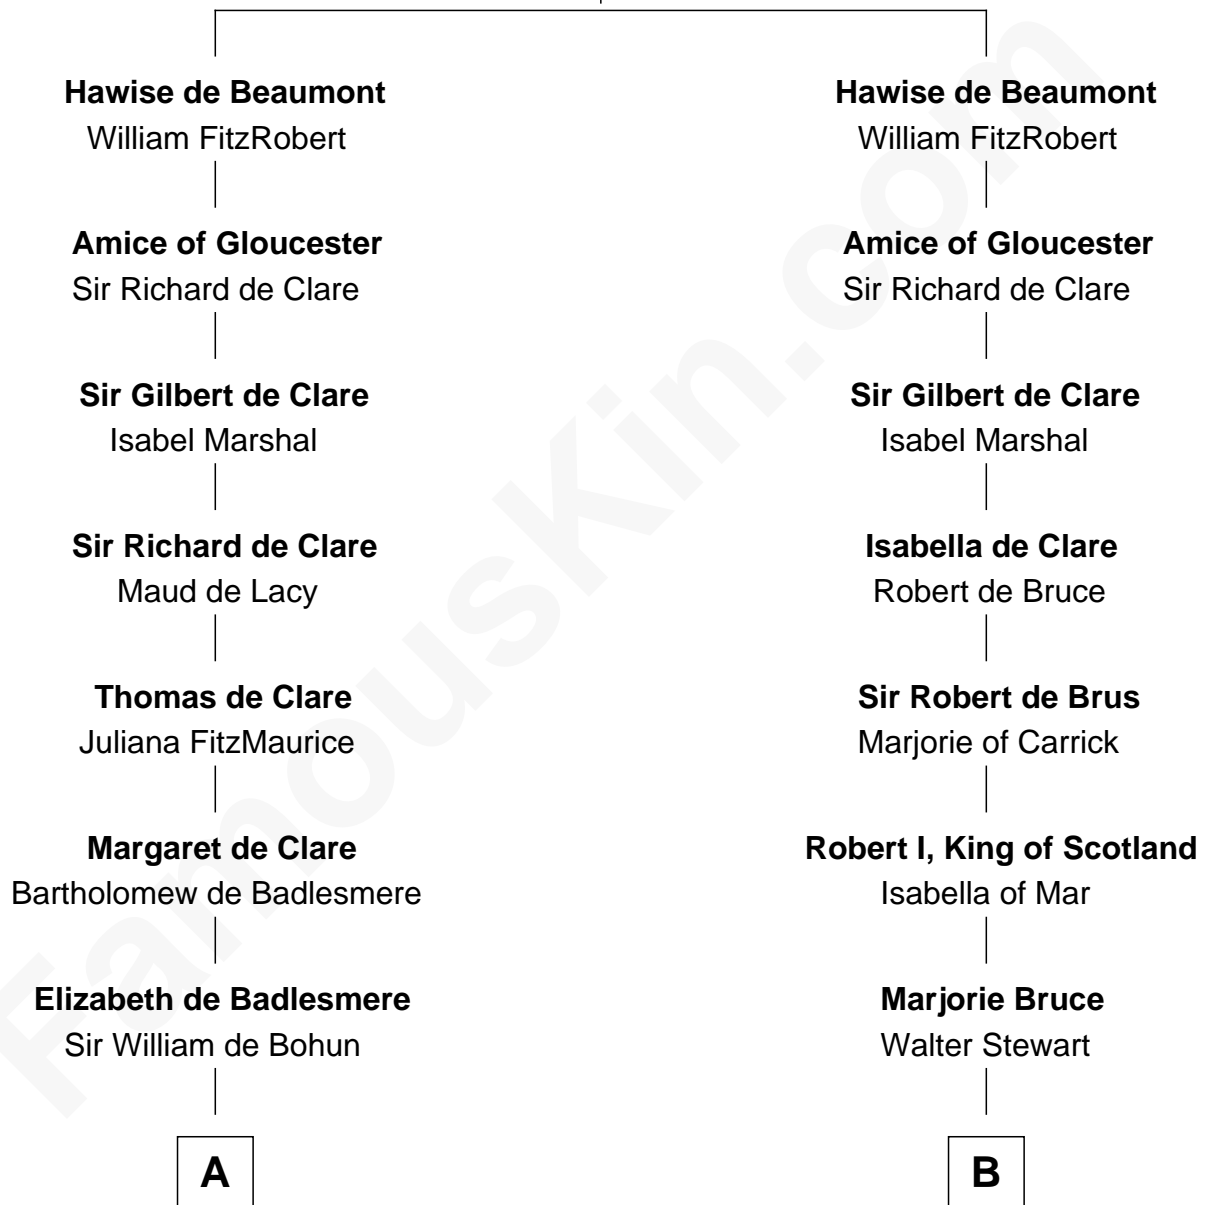 Hawise de Beaumont
William FitzRobert
Amice of Gloucester
Sir Richard de Clare
Sir Gilbert de Clare
Isabel Marshal
Sir Richard de Clare
Maud de Lacy
Thomas de Clare
Juliana FitzMaurice
Margaret de Clare
Bartholomew de Badlesmere
Elizabeth de Badlesmere
Sir William de Bohun
A
Hawise de Beaumont
William FitzRobert
Amice of Gloucester
Sir Richard de Clare
Sir Gilbert de Clare
Isabel Marshal
Isabella de Clare
Robert de Bruce
Sir Robert de Brus
Marjorie of Carrick
Robert I, King of Scotland
Isabella of Mar
Marjorie Bruce
Walter Stewart
B
FamousKin.com